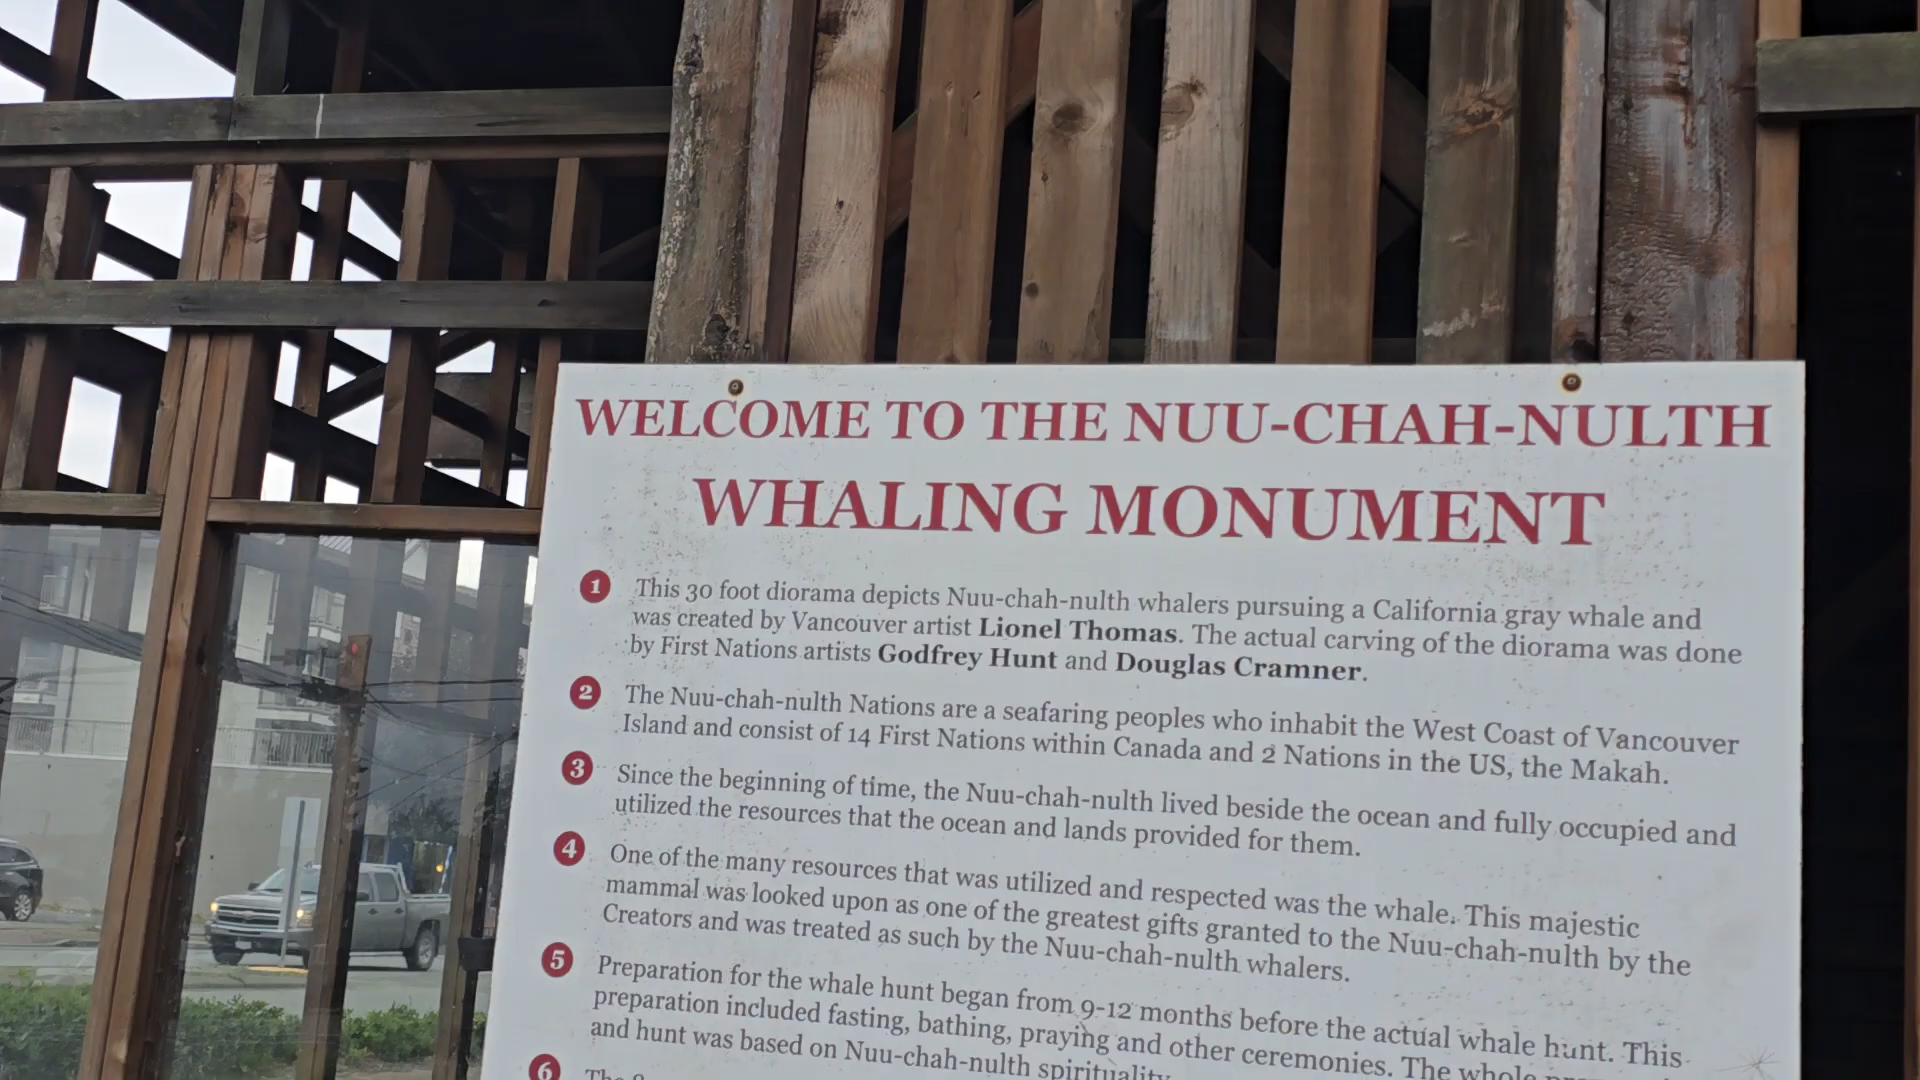 WELCOME TO THE NUU-CHAH-NULTH
WHALING MONUMENT
1 This 30 foot diorama depicts Nuu-chah-nulth whalers pursuing a California gray whale and
was created by Vancouver artist Lionel Thomas. The actual carving of the diorama was done
by First Nations artists Godfrey Hunt and Douglas Cramner.
2 The Nuu-chah-nulth Nations are a seafaring peoples who inhabit the West Coast of Vancouver
Island and consist of 14 First Nations within Canada and 2 Nations in the US, the Makah.
3 Since the beginning of time, the Nuu-chah-nulth lived beside the ocean and fully occupied and
utilized the resources that the ocean and lands provided for them.
4 One of the many resources that was utilized and respected was the whale. This majestic
mammal was looked upon as one of the greatest gifts granted to the Nuu-chah-nulth by the
Creators and was treated as such by the Nuu-chah-nulth whalers.
5 Preparation for the whale hunt began from 9-12 months before the actual whale hunt. This
preparation included fasting, bathing, praying and other ceremonies. The whole
and hunt was based on Nuu-chah-nulth spirituality
6 The